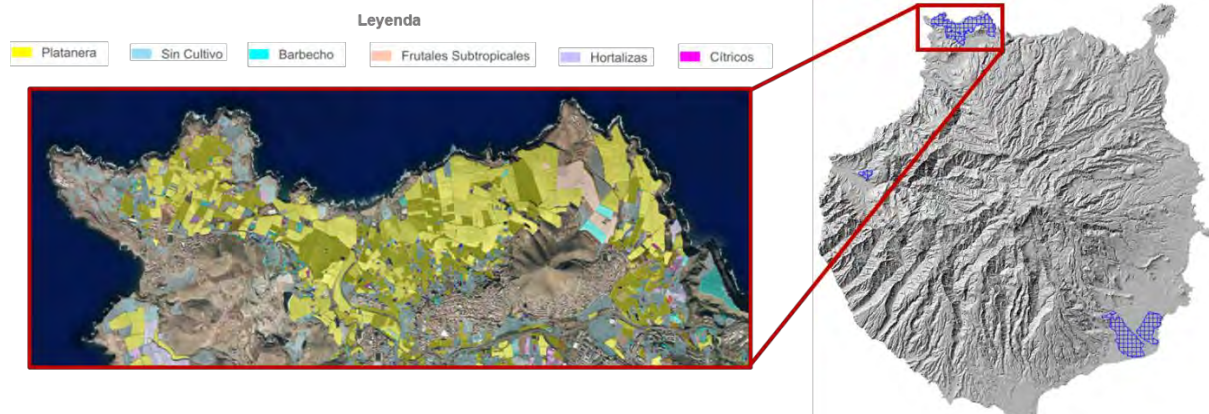 Leyenda
Platanera
Sin Cultivo
Barbecho
Frutales Subtropicales
Hortalizas
Cítricos